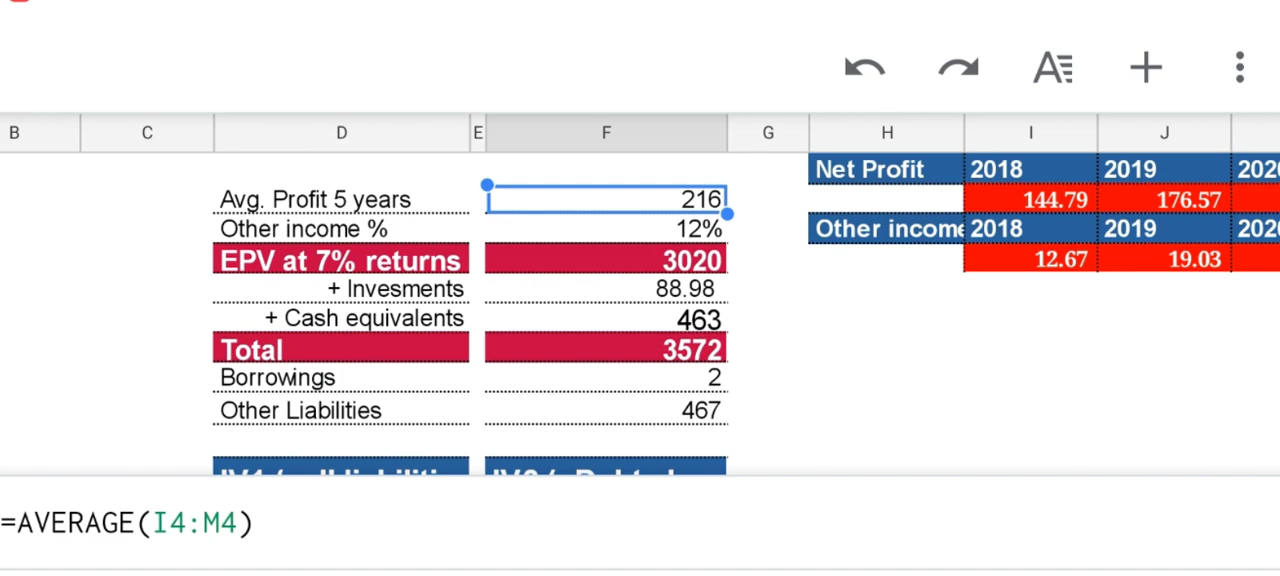 B C D E F G H I J
Net Profit 2018 2019
Avg. Profit 5 years 216 144.79 176.57
Other income % 12% Other income 2018 2019
EPV at 7% returns 3020 12.67 19.03
+ Invesments 88.98
+ Cash equivalents 463
Total 3572
Borrowings 2
Other Liabilities 467
=AVERAGE(I4:M4)